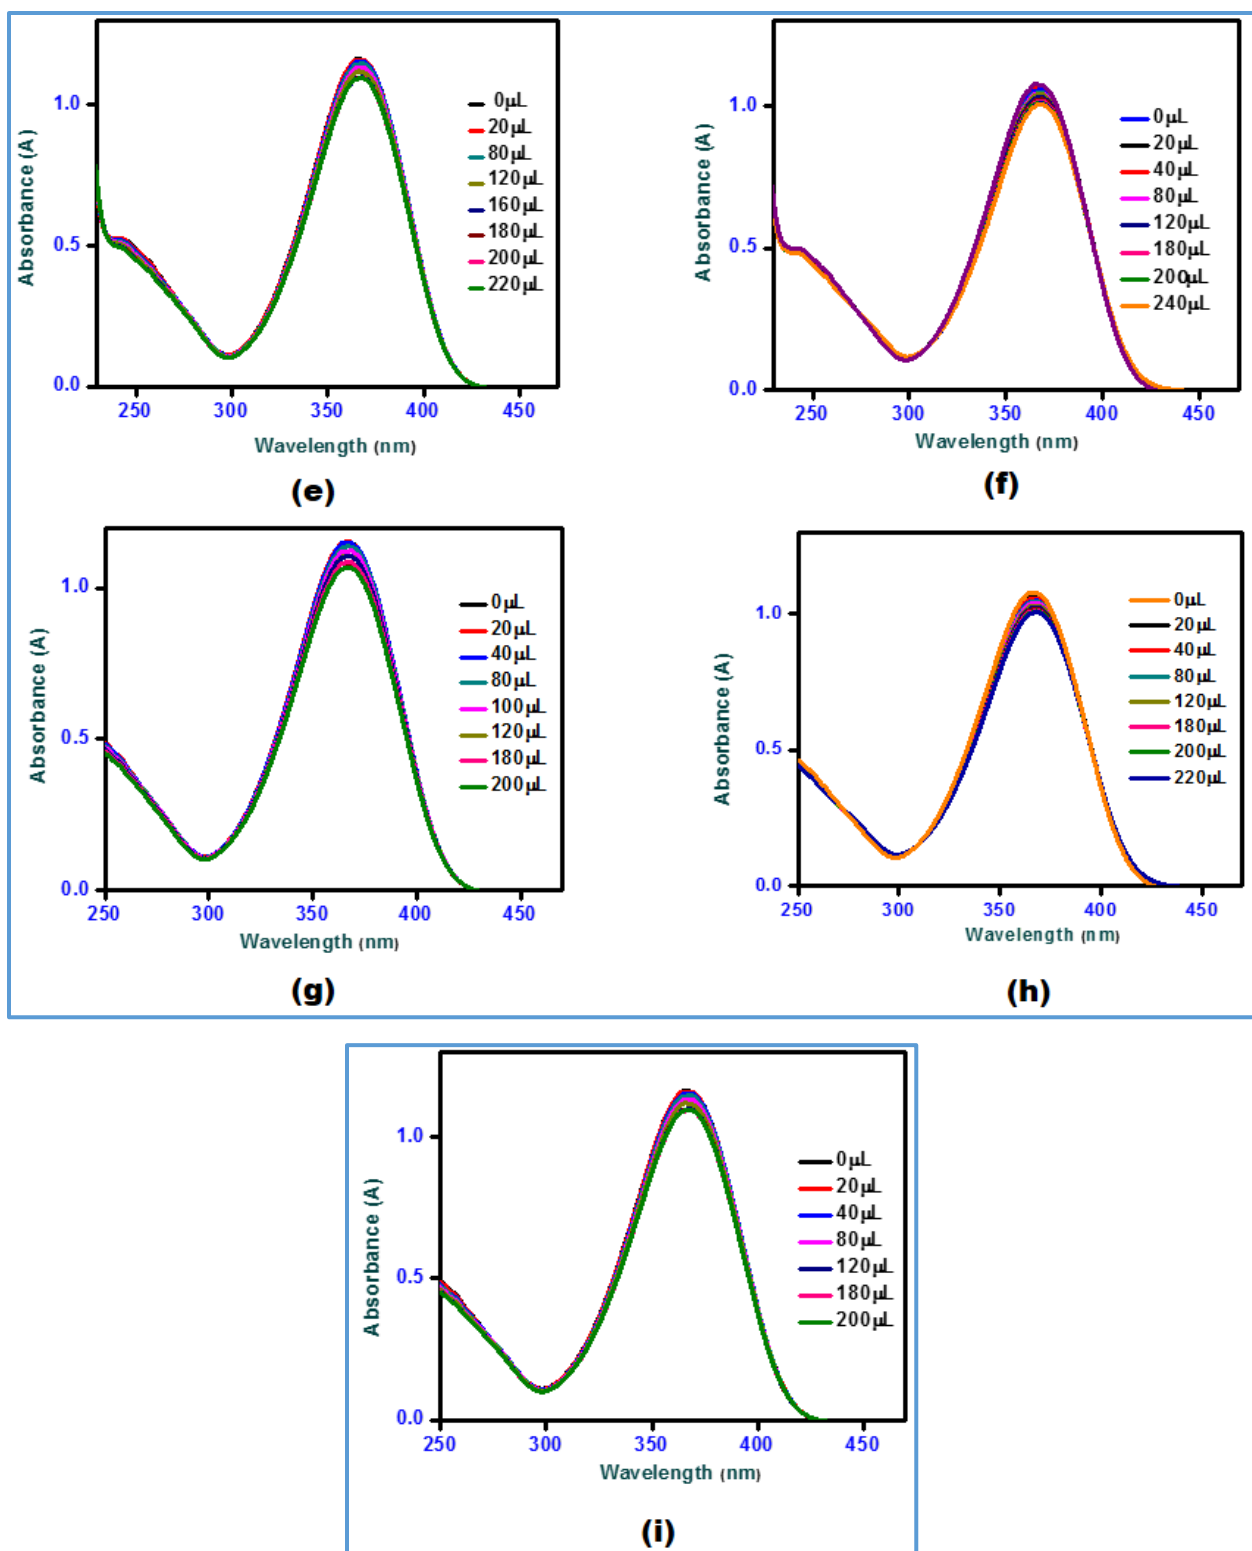 1.0
0.5
0.0
250
300
350
400
450
Absorbance (A)
Wavelength (nm)
0μL
20μL
80μL
120μL
160μL
180μL
200μL
220μL
(e)
1.0
0.5
0.0
250
300
350
400
450
Absorbance (A)
Wavelength (nm)
0μL
20μL
40μL
80μL
120μL
180μL
200μL
240μL
(f)
1.0
0.5
0.0
250
300
350
400
450
Absorbance (A)
Wavelength (nm)
0μL
20μL
40μL
80μL
100μL
120μL
180μL
200μL
(g)
1.0
0.5
0.0
250
300
350
400
450
Absorbance (A)
Wavelength (nm)
0μL
20μL
40μL
80μL
120μL
180μL
200μL
220μL
(h)
1.0
0.5
0.0
250
300
350
400
450
Absorbance (A)
Wavelength (nm)
0μL
20μL
40μL
80μL
120μL
180μL
200μL
(i)